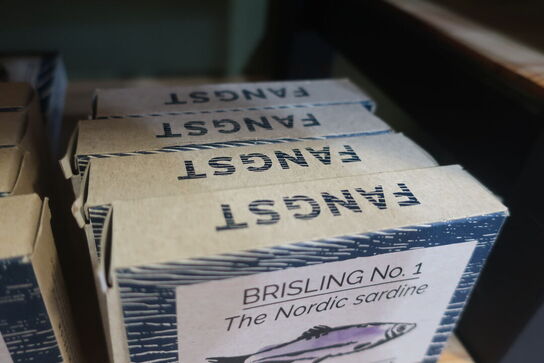 FANGST
FANGST
FANGST
FANGST
BRISLING No. 1
The Nordic sardine